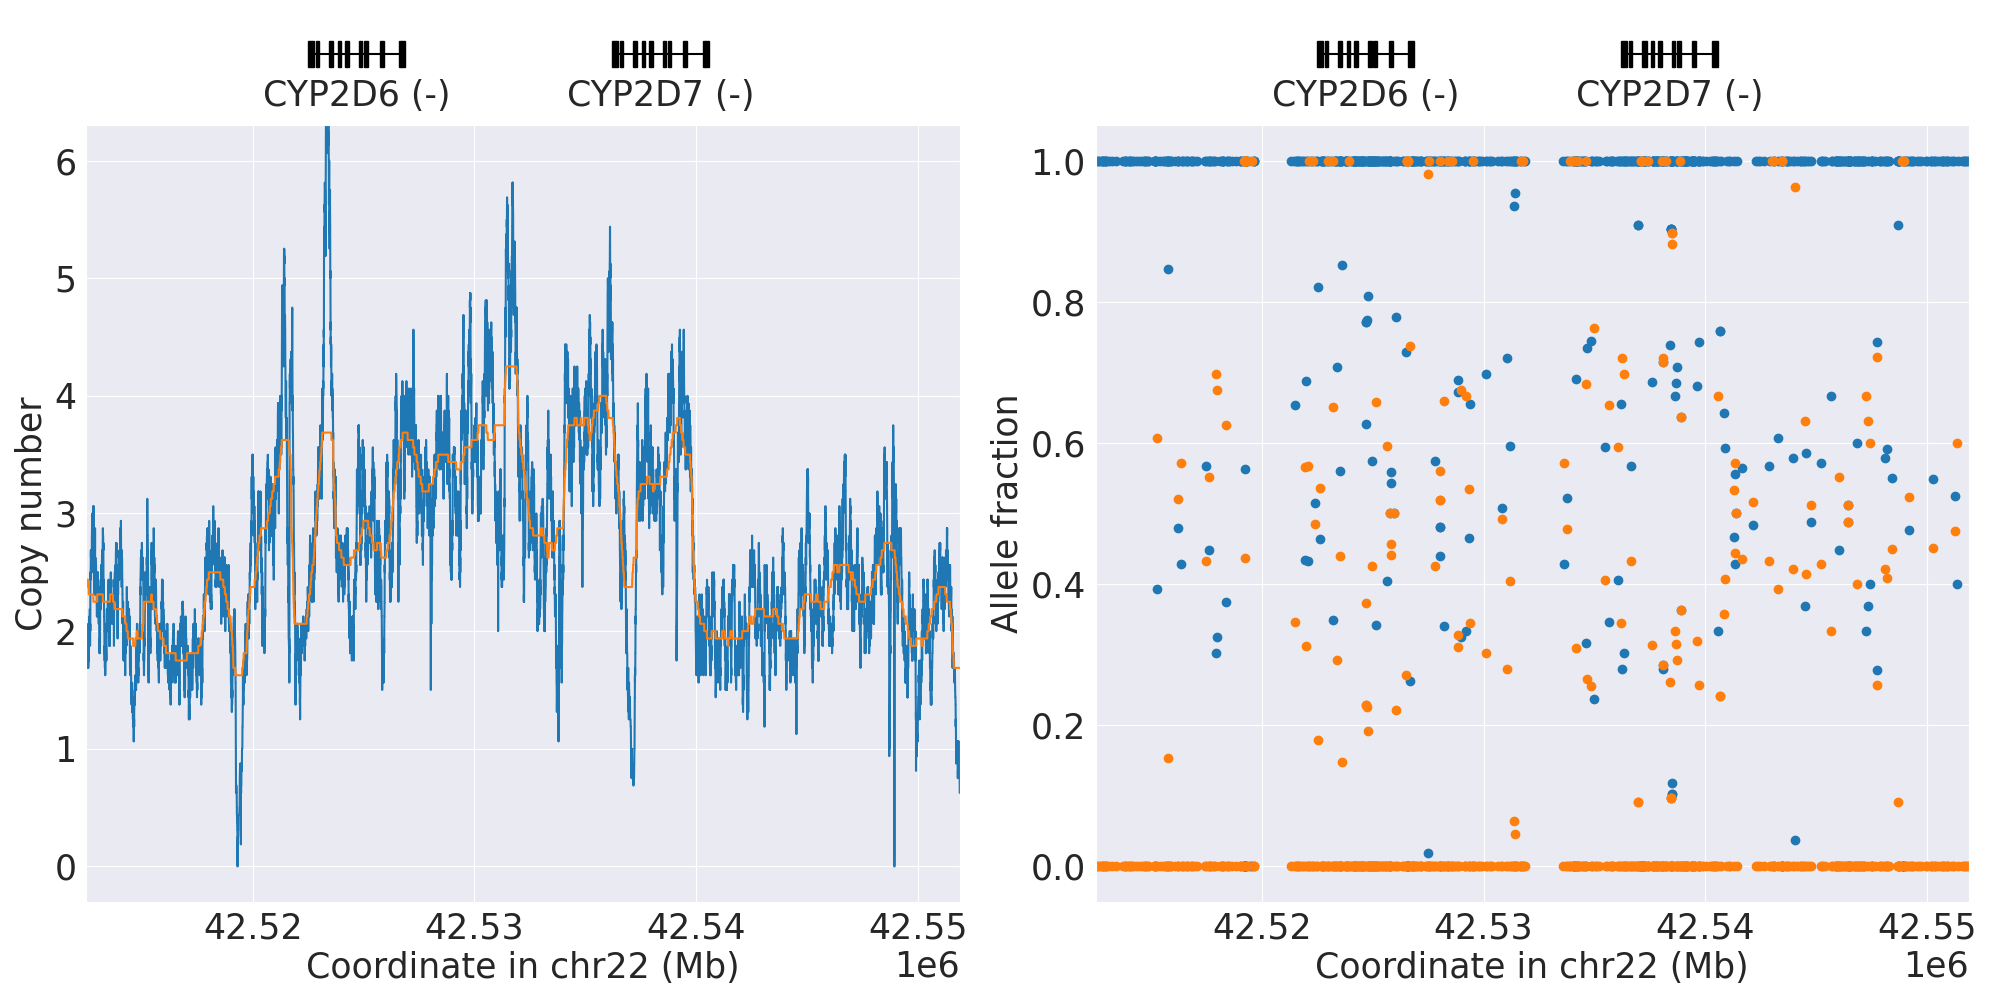 CYP2D6 (-)
CYP2D7 (-)
6
5
4
3
2
1
0
Copy number
42.52
42.53
42.54
42.55
Coordinate in chr22 (Mb)
1e6
CYP2D6 (-)
CYP2D7 (-)
1.0
0.8
0.6
0.4
0.2
0.0
Allele fraction
42.52
42.53
42.54
42.55
Coordinate in chr22 (Mb)
1e6